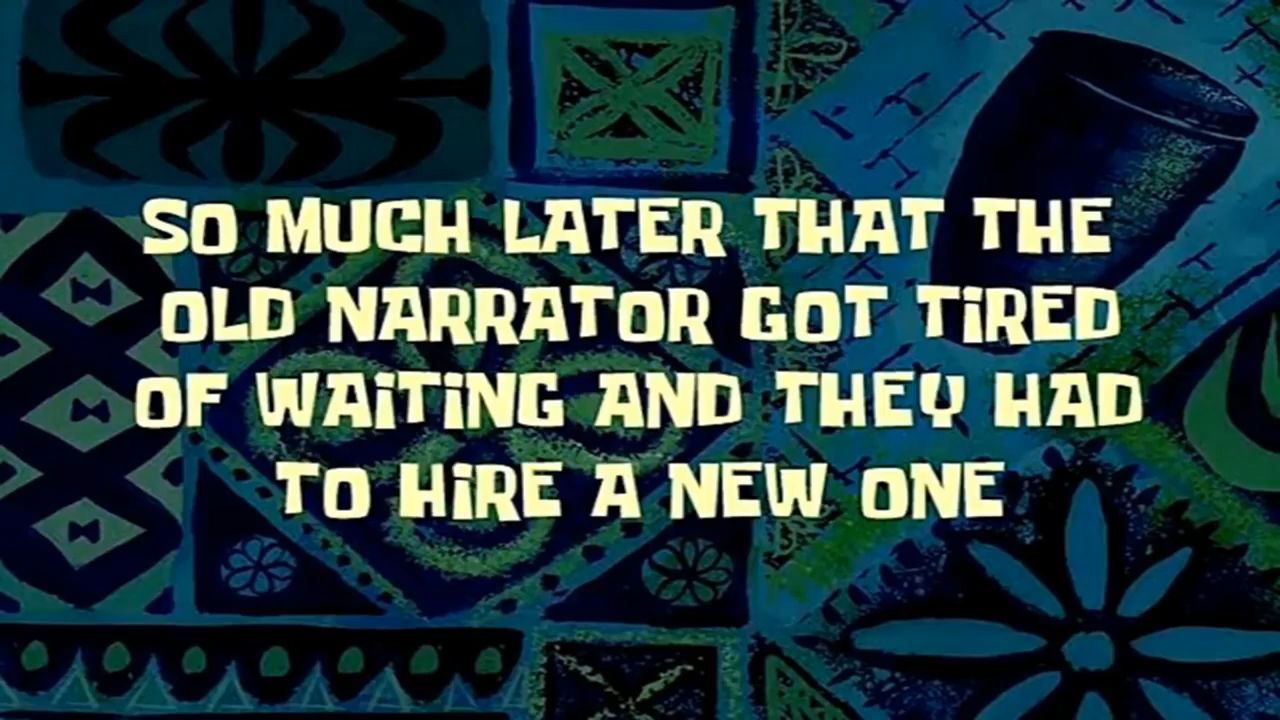 SO MUCH LATER THAT THE
OLD NARRATOR GOT TiRED
OF WAiTiNG AND THEY HAD
TO HiRE A NEW ONE